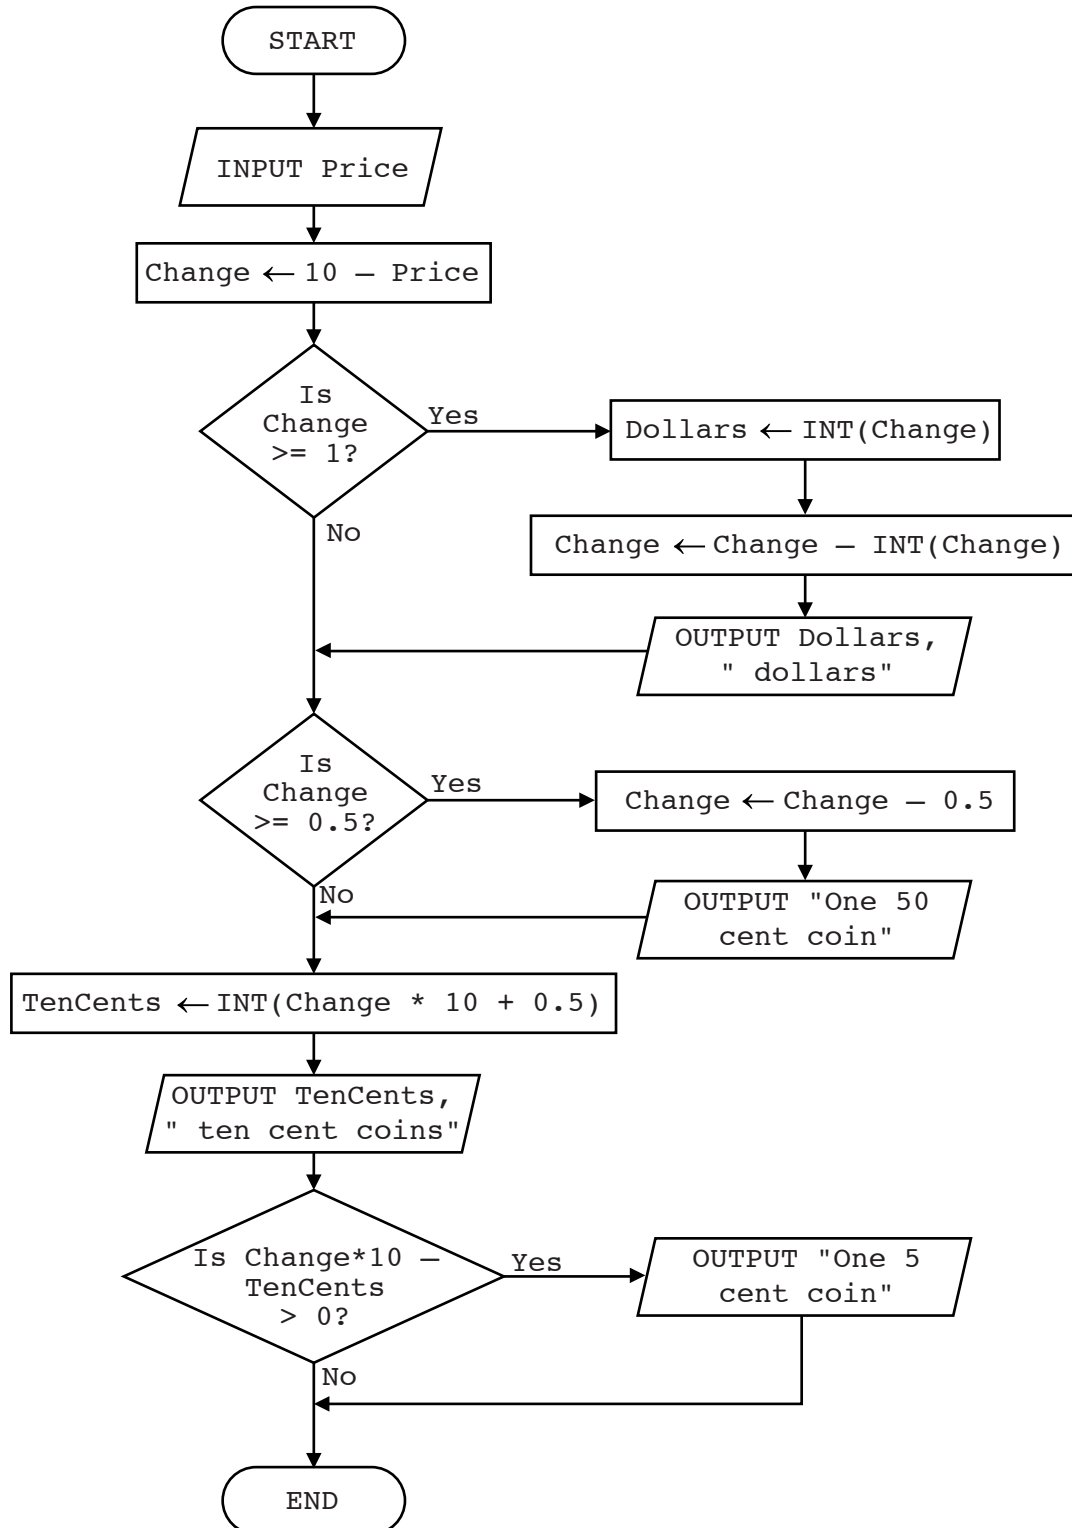 START
INPUT Price
Change ← 10 – Price
Is
Change
>= 1?
Yes
Dollars ← INT(Change)
No
Change ← Change – INT(Change)
OUTPUT Dollars,
" dollars"
Is
Change
>= 0.5?
Yes
Change ← Change – 0.5
No
OUTPUT "One 50
cent coin"
TenCents ← INT(Change * 10 + 0.5)
OUTPUT TenCents,
" ten cent coins"
Is Change*10 –
TenCents
> 0?
Yes
OUTPUT "One 5
cent coin"
No
END